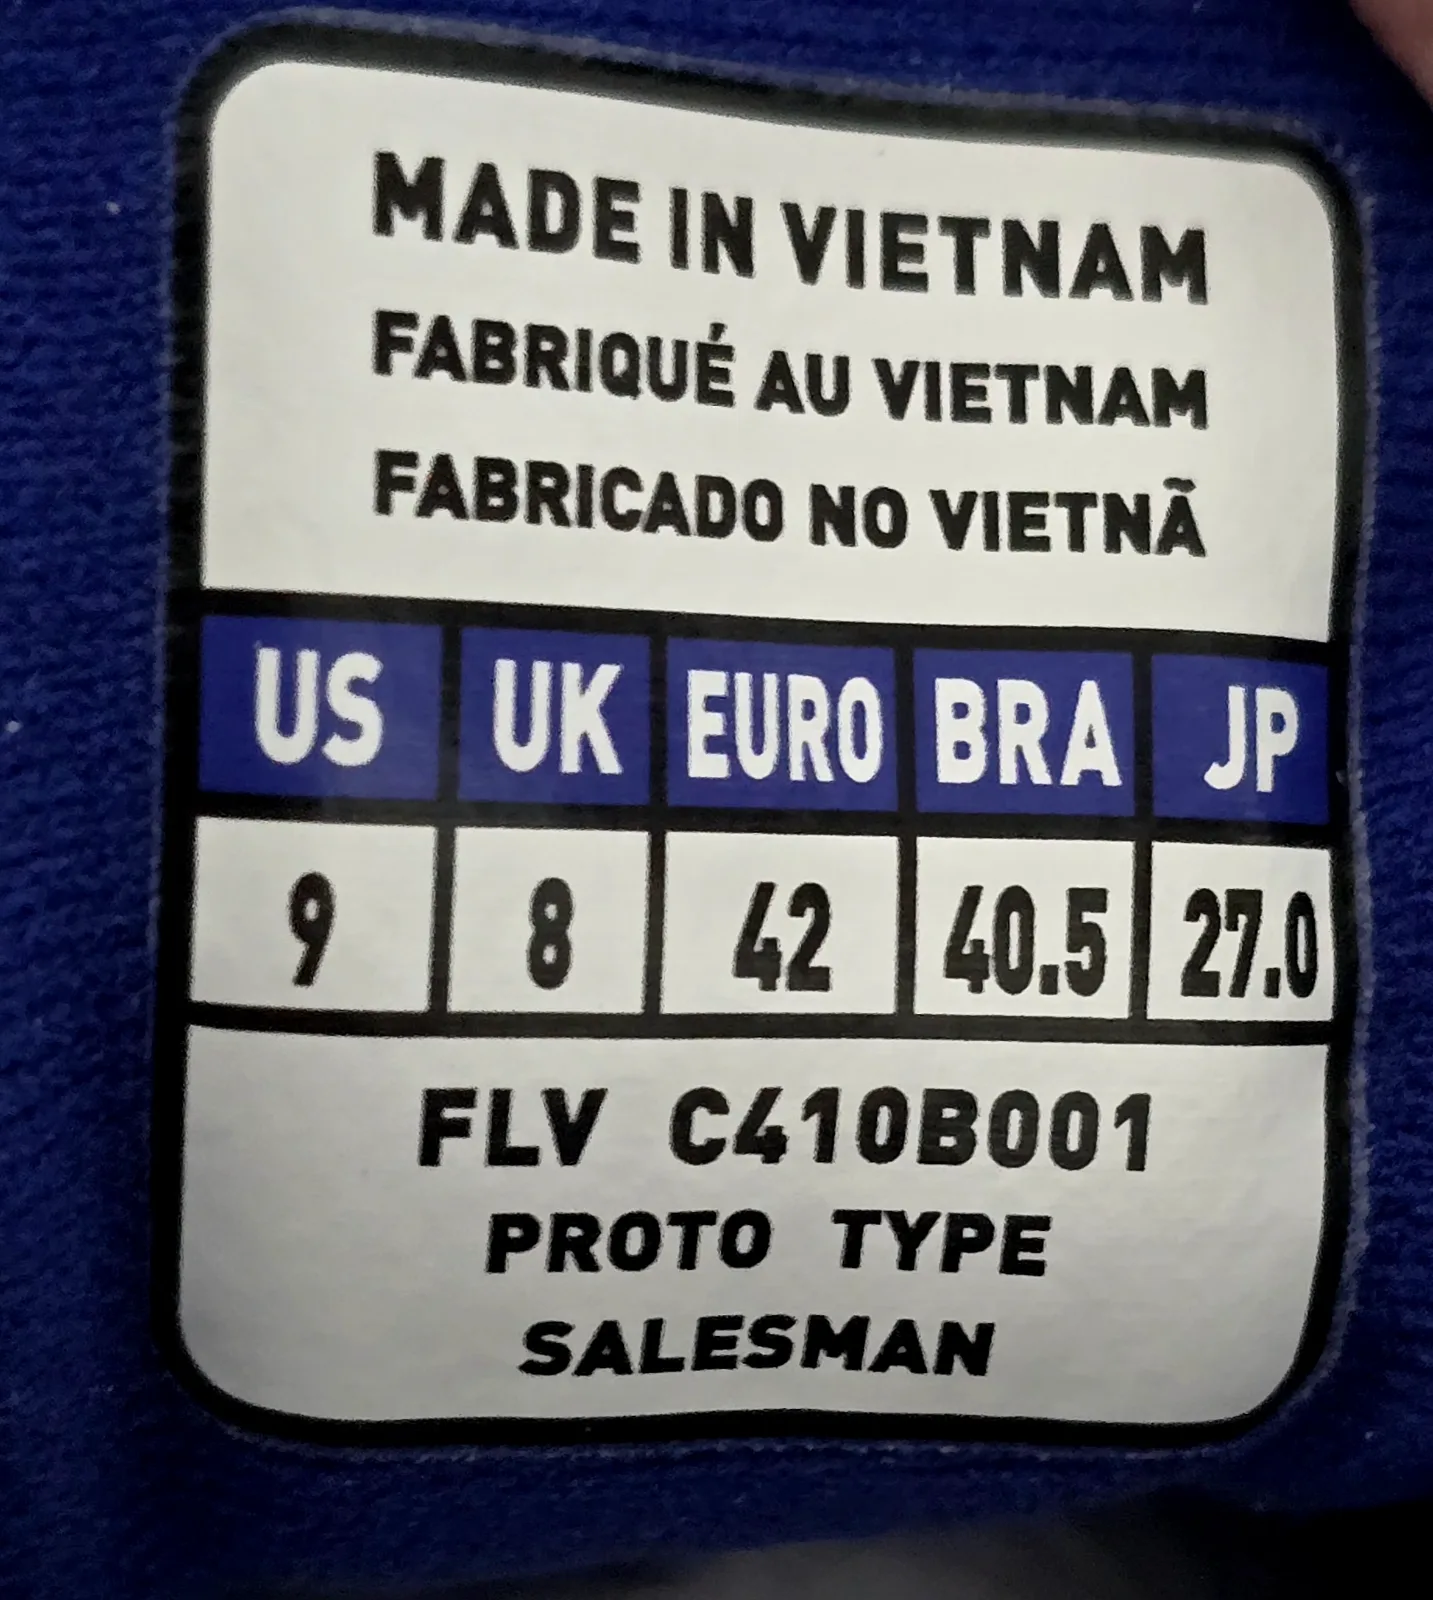 MADE IN VIETNAM
FABRIQUÉ AU VIETNAM
FABRICADO NO VIETNÃ
US UK EURO BRA JP
9 8 42 40.5 27.0
FLV C410B001
PROTO TYPE
SALESMAN